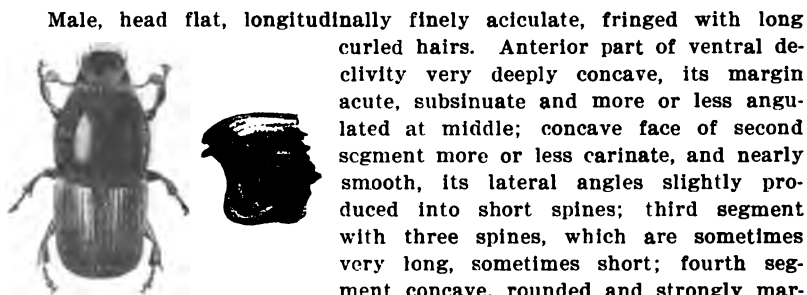 Male, head flat, longitudinally finely aciculate, fringed with long
curled hairs. Anterior part of ventral de-
clivity very deeply concave, its margin
acute, subsinuate and more or less angu-
lated at middle; concave face of second
segment more or less carinate, and nearly
smooth, its lateral angles slightly pro-
duced into short spines; third segment
with three spines, which are sometimes
very long, sometimes short; fourth seg-
ment concave, rounded and strongly mar-